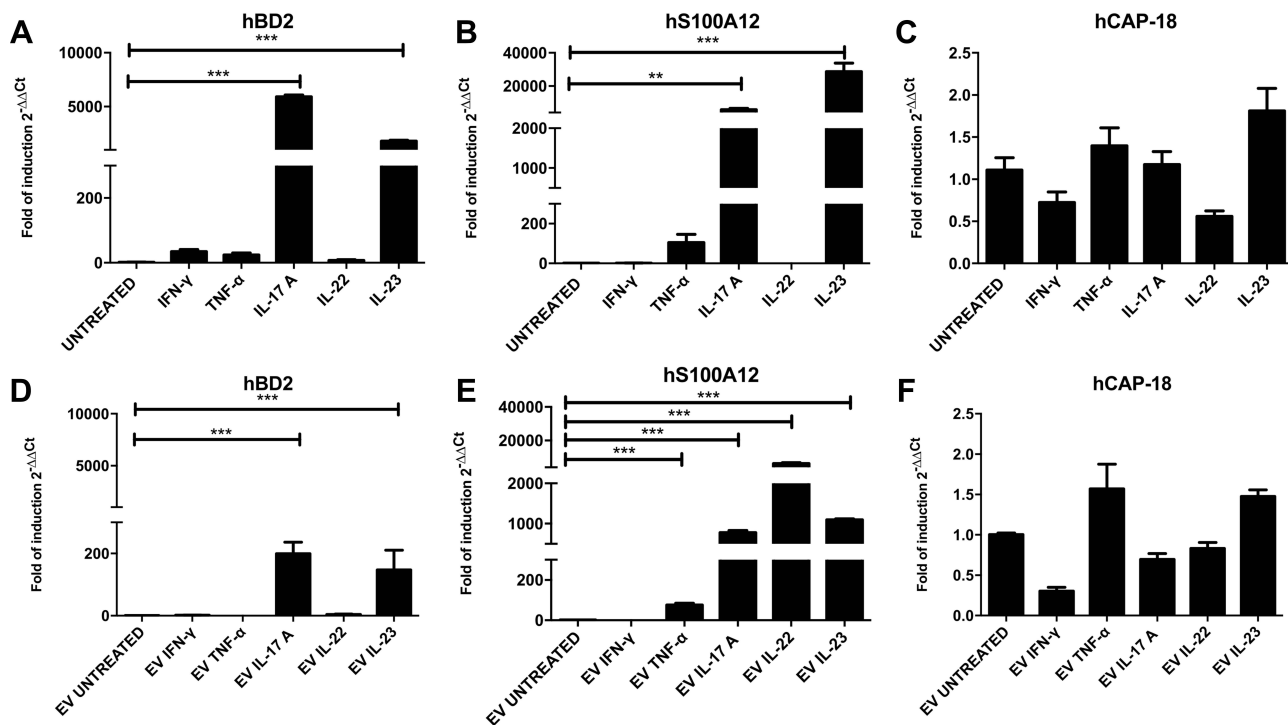 A
hBD2
Fold of induction 2-ΔΔCt
10000
5000
200
0
***
***
UNTREATED
IFN-γ
TNF-α
IL-17 A
IL-22
IL-23
B
hS100A12
Fold of induction 2-ΔΔCt
40000
20000
2000
1000
200
100
0
***
**
UNTREATED
IFN-γ
TNF-α
IL-17 A
IL-22
IL-23
C
hCAP-18
Fold of induction 2-ΔΔCt
2.5
2.0
1.5
1.0
0.5
0.0
UNTREATED
IFN-γ
TNF-α
IL-17 A
IL-22
IL-23
D
hBD2
Fold of induction 2-ΔΔCt
10000
5000
200
0
***
***
EV UNTREATED
EV IFN-γ
EV TNF-α
EV IL-17 A
EV IL-22
EV IL-23
E
hS100A12
Fold of induction 2-ΔΔCt
40000
20000
2000
1000
200
0
***
***
***
***
EV UNTREATED
EV IFN-γ
EV TNF-α
EV IL-17 A
EV IL-22
EV IL-23
F
hCAP-18
Fold of induction 2-ΔΔCt
2.5
2.0
1.5
1.0
0.5
0.0
EV UNTREATED
EV IFN-γ
EV TNF-α
EV IL-17 A
EV IL-22
EV IL-23